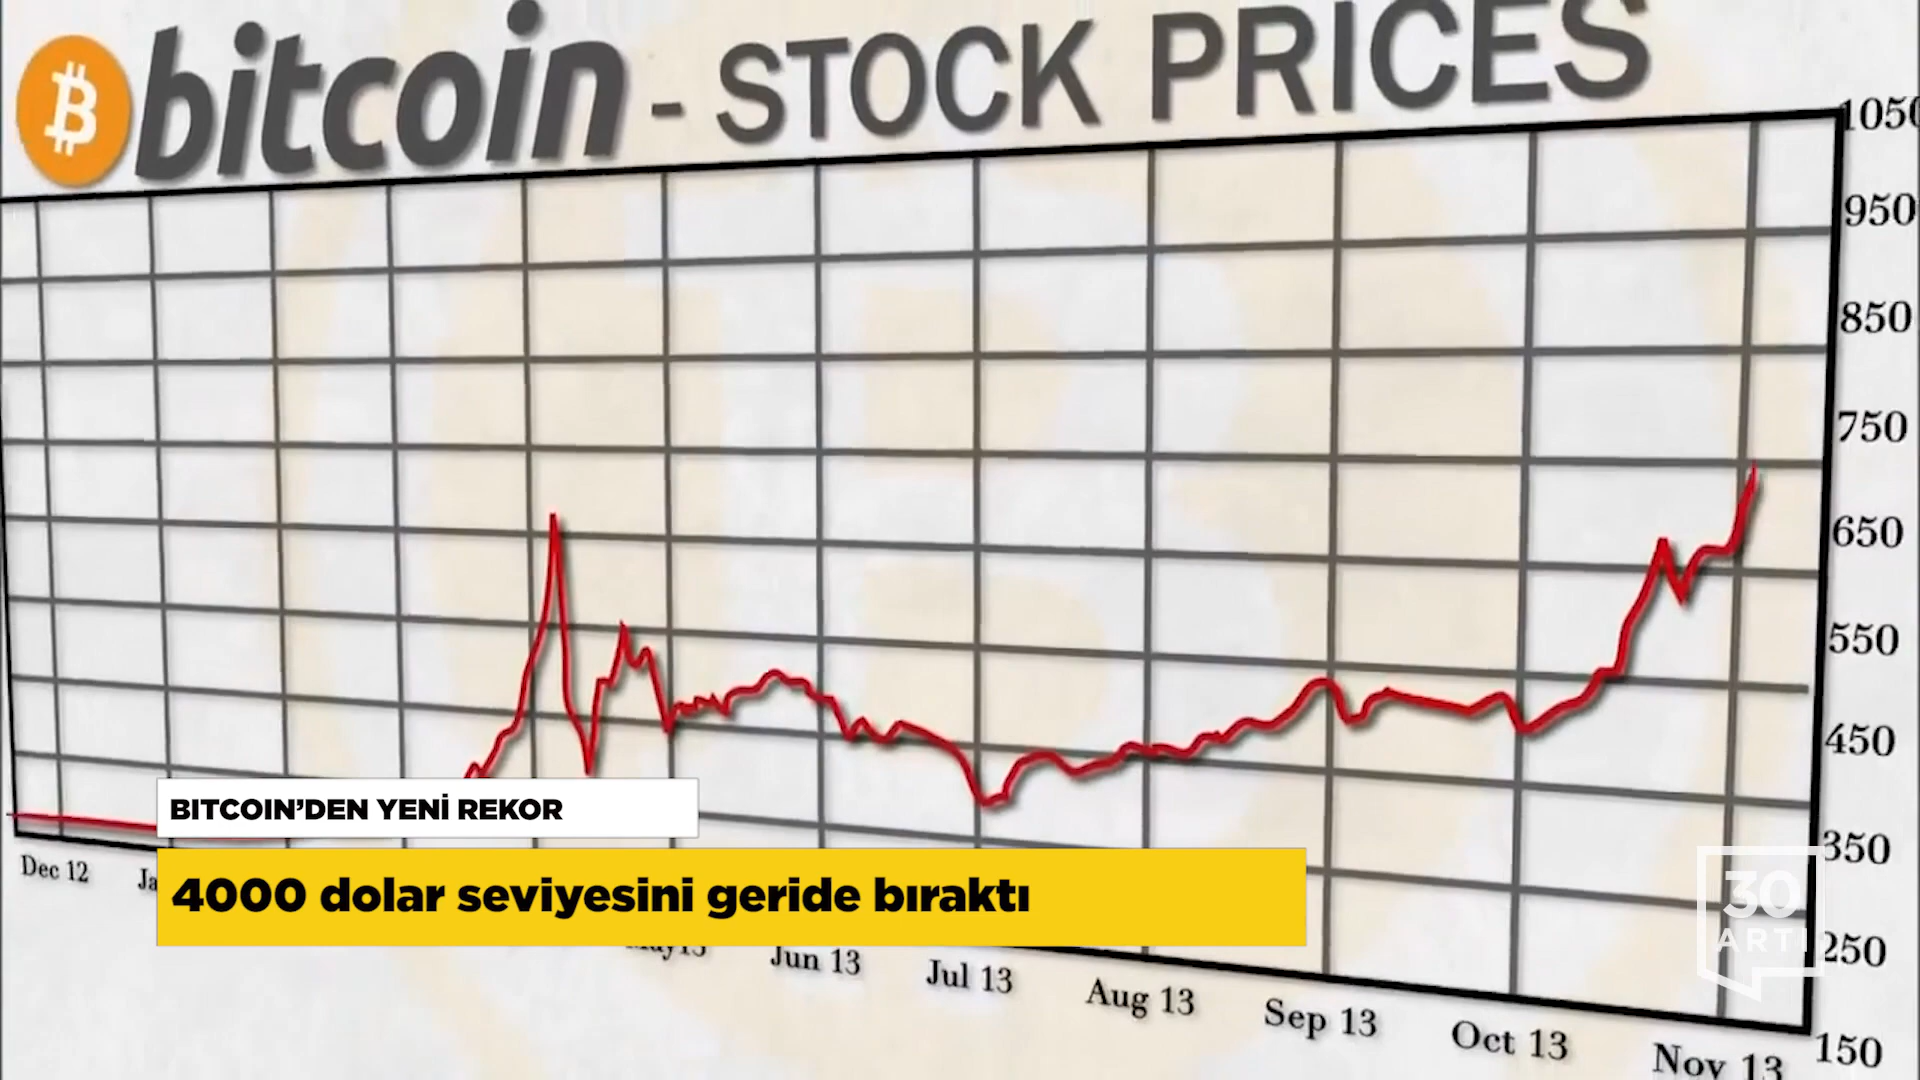 bitcoin - STOCK PRICES
950
850
750
650
550
450
350
250
150
BITCOIN'DEN YENİ REKOR
4000 dolar seviyesini geride bıraktı
Dec 12
Jun 13
Jul 13
Aug 13
Sep 13
Oct 13
Nov 13
30
ARTI